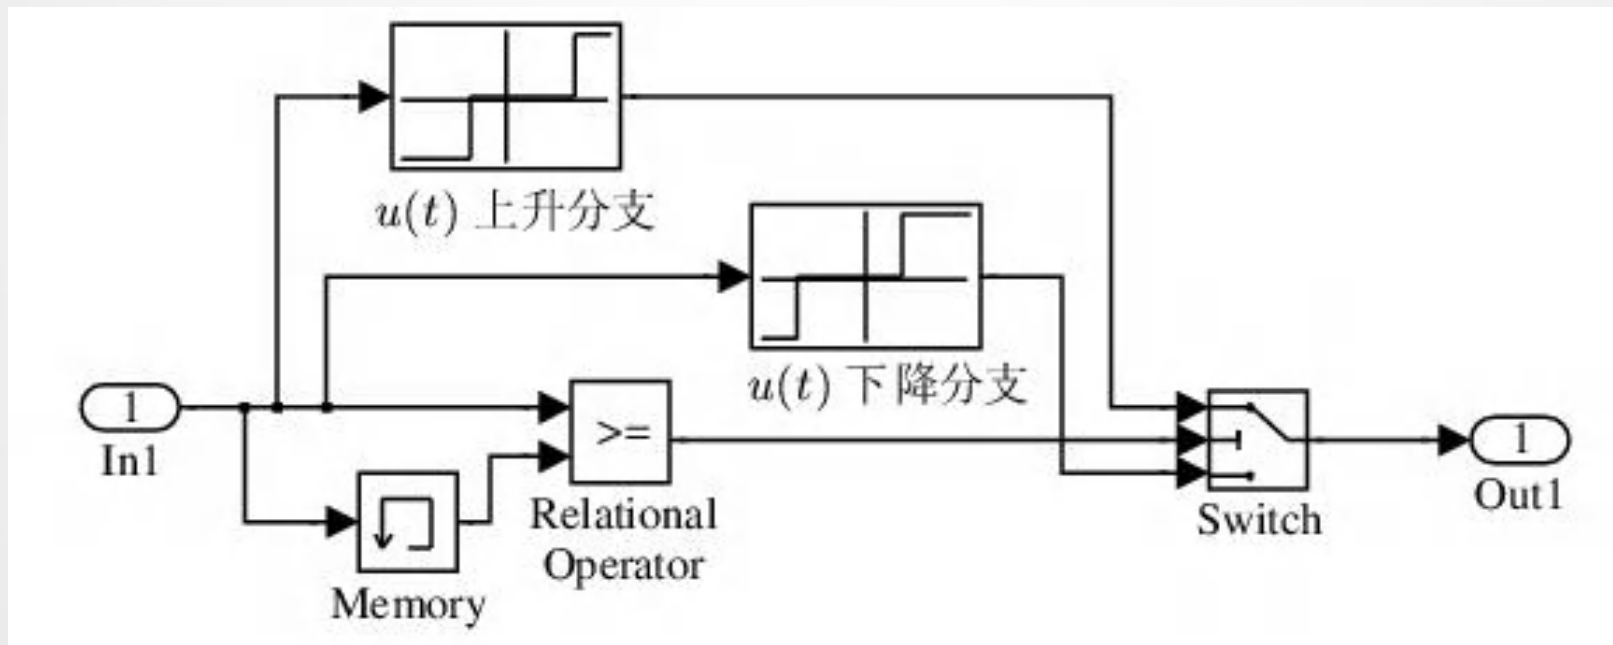 u(t) 上升分支
u(t) 下降分支
1
In1
>=
Relational
Operator
Memory
Switch
1
Out1